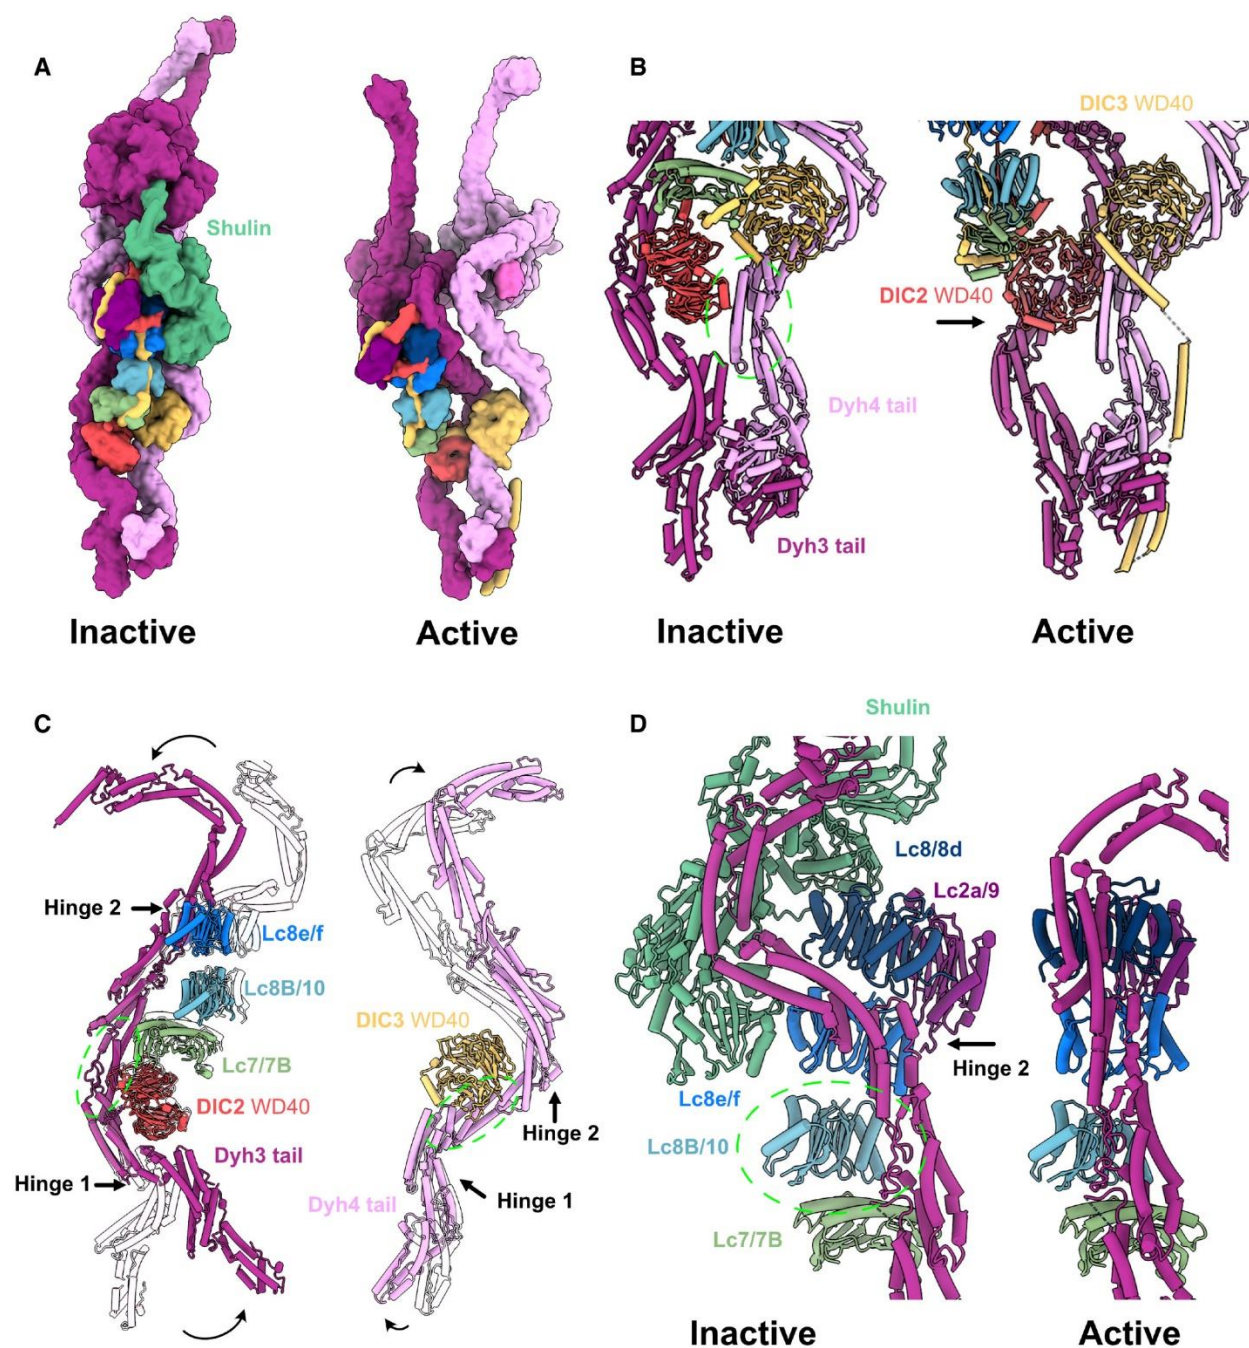 A
Shulin
Inactive
Active
B
DIC3 WD40
DIC2 WD40
Dyh4 tail
Dyh3 tail
Inactive
Active
C
Hinge 2
Lc8e/f
Lc8B/10
Lc7/7B
DIC2 WD40
Dyh3 tail
Hinge 1
DIC3 WD40
Hinge 2
Hinge 1
Dyh4 tail
D
Shulin
Lc8/8d
Lc2a/9
Hinge 2
Lc8e/f
Lc8B/10
Lc7/7B
Inactive
Active